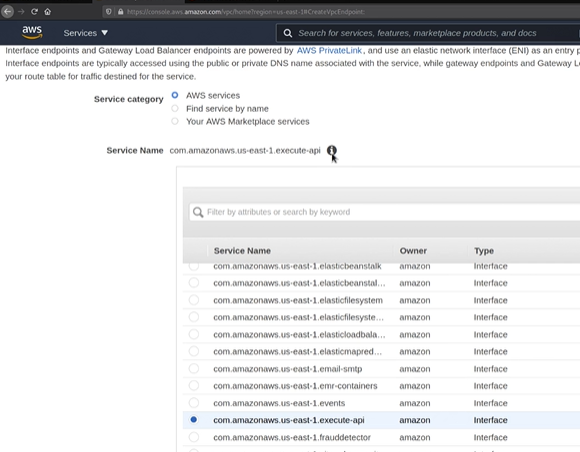 https://console.aws.amazon.com/vpc/home?region=us-east-1#CreateVpcEndpoint:
aws
Services
Search for services, features, marketplace products, and docs
Interface endpoints and Gateway Load Balancer endpoints are powered by AWS PrivateLink, and use an elastic network interface (ENI) as an entry p
Interface endpoints are typically accessed using the public or private DNS name associated with the service, while gateway endpoints and Gateway L
your route table for traffic destined for the service.
Service category
AWS services
Find service by name
Your AWS Marketplace services
Service Name com.amazonaws.us-east-1.execute-api
Filter by attributes or search by keyword
Service Name Owner Type
com.amazonaws.us-east-1.elasticbeanstalk amazon Interface
com.amazonaws.us-east-1.elasticbeanstal... amazon Interface
com.amazonaws.us-east-1.elasticfilesystem amazon Interface
com.amazonaws.us-east-1.elasticfilesyste... amazon Interface
com.amazonaws.us-east-1.elasticloadbala... amazon Interface
com.amazonaws.us-east-1.elasticmapred... amazon Interface
com.amazonaws.us-east-1.email-smtp amazon Interface
com.amazonaws.us-east-1.emr-containers amazon Interface
com.amazonaws.us-east-1.events amazon Interface
com.amazonaws.us-east-1.execute-api amazon Interface
com.amazonaws.us-east-1.frauddetector amazon Interface